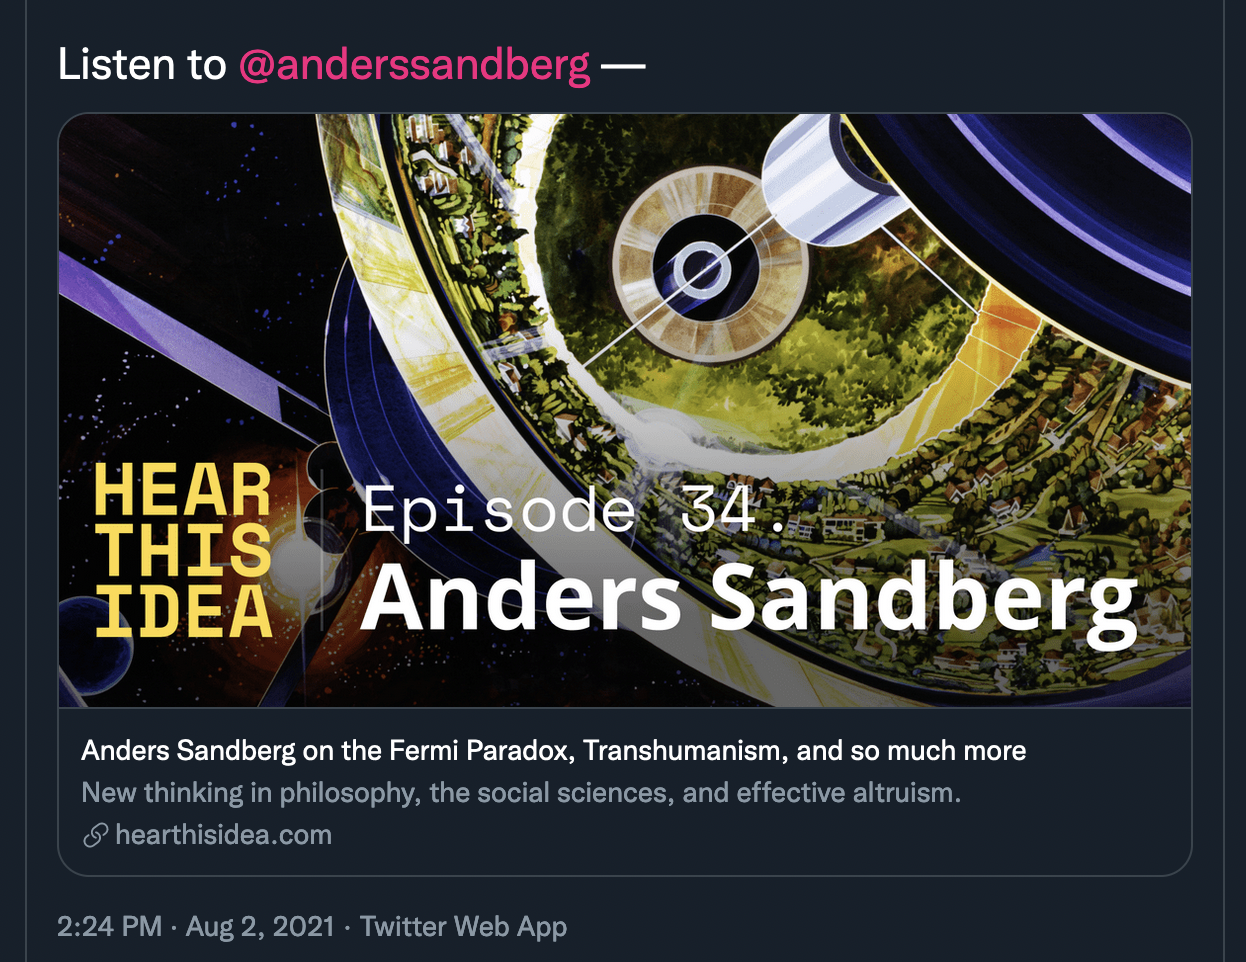 Listen to @anderssandberg —
HEAR
THIS
IDEA
Episode 34.
Anders Sandberg
Anders Sandberg on the Fermi Paradox, Transhumanism, and so much more
New thinking in philosophy, the social sciences, and effective altruism.
hearthisidea.com
2:24 PM · Aug 2, 2021 · Twitter Web App